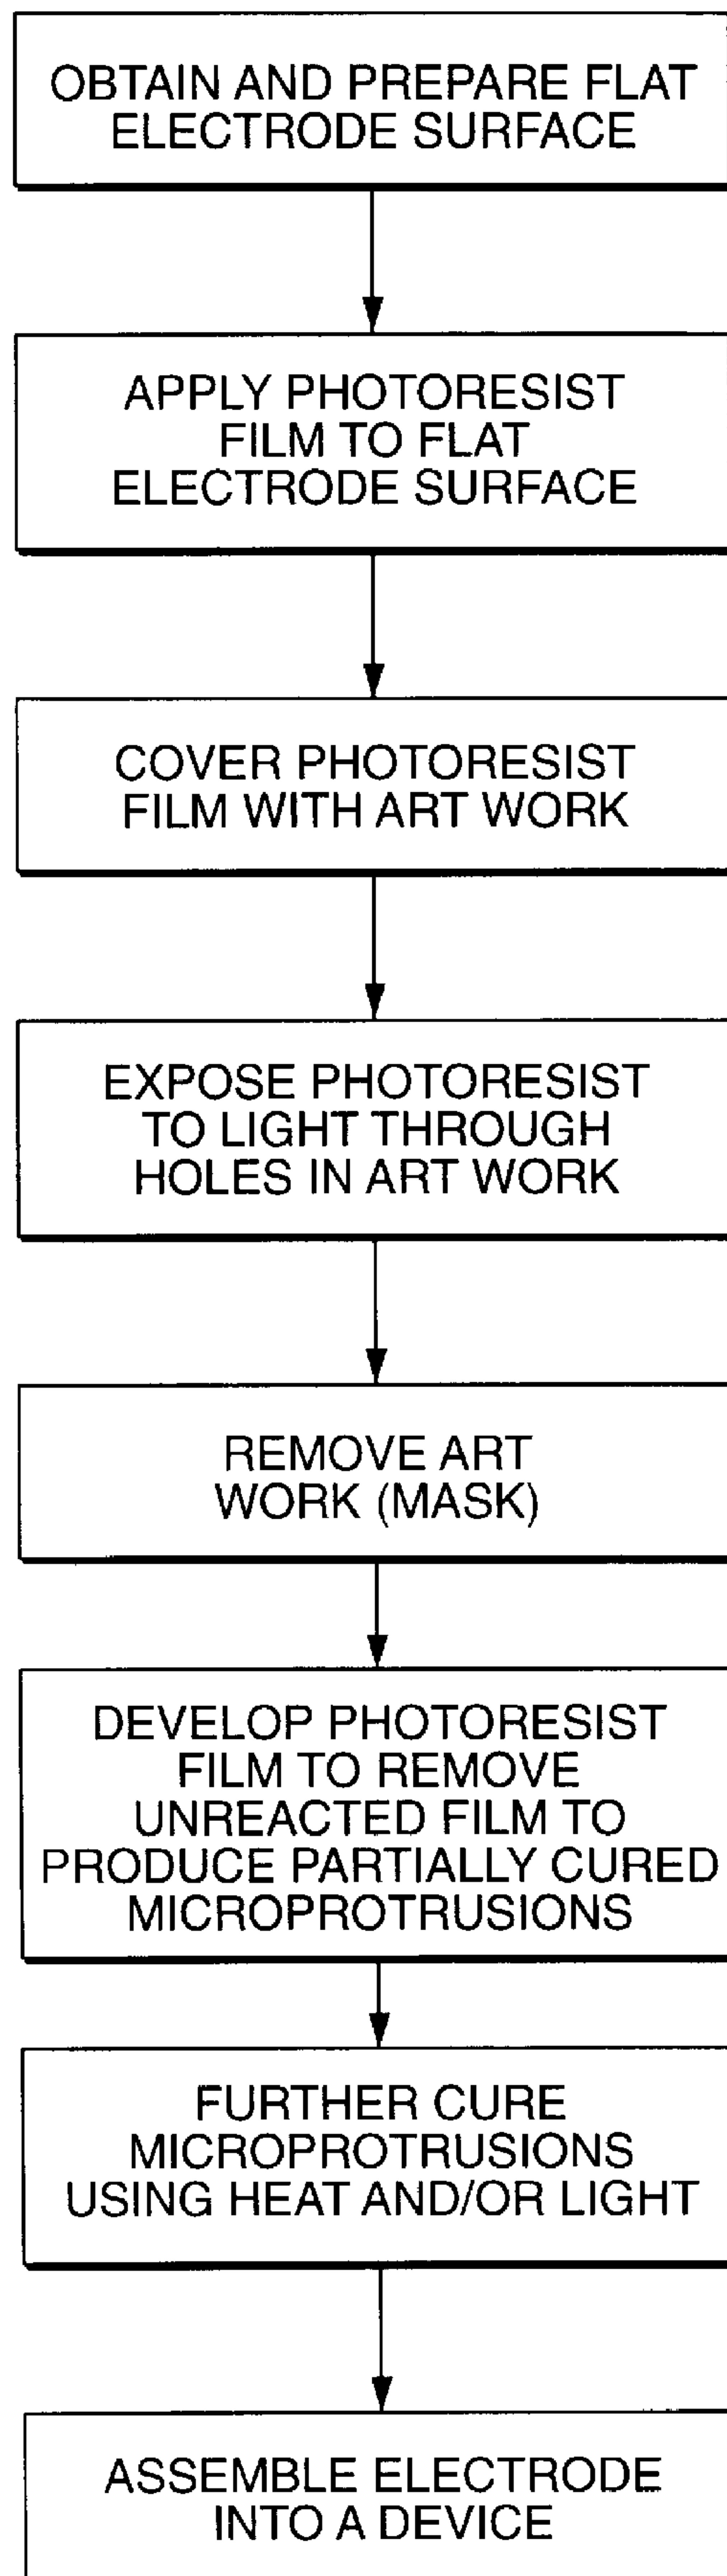 OBTAIN AND PREPARE FLAT
ELECTRODE SURFACE
APPLY PHOTORESIST
FILM TO FLAT
ELECTRODE SURFACE
COVER PHOTORESIST
FILM WITH ART WORK
EXPOSE PHOTORESIST
TO LIGHT THROUGH
HOLES IN ART WORK
REMOVE ART
WORK (MASK)
DEVELOP PHOTORESIST
FILM TO REMOVE
UNREACTED FILM TO
PRODUCE PARTIALLY CURED
MICROPROTRUSIONS
FURTHER CURE
MICROPROTRUSIONS
USING HEAT AND/OR LIGHT
ASSEMBLE ELECTRODE
INTO A DEVICE